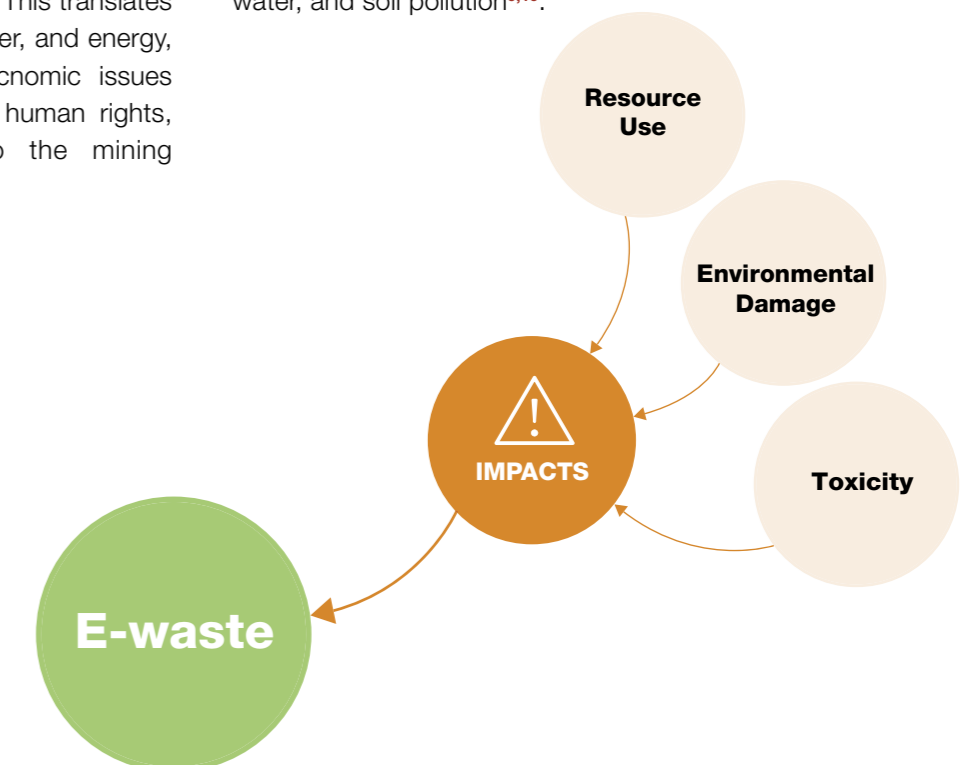 This translates
er, and energy,
cnomic issues
human rights,
o the mining
water, and soil pollution
Resource
Use
Environmental
Damage
IMPACTS
Toxicity
E-waste